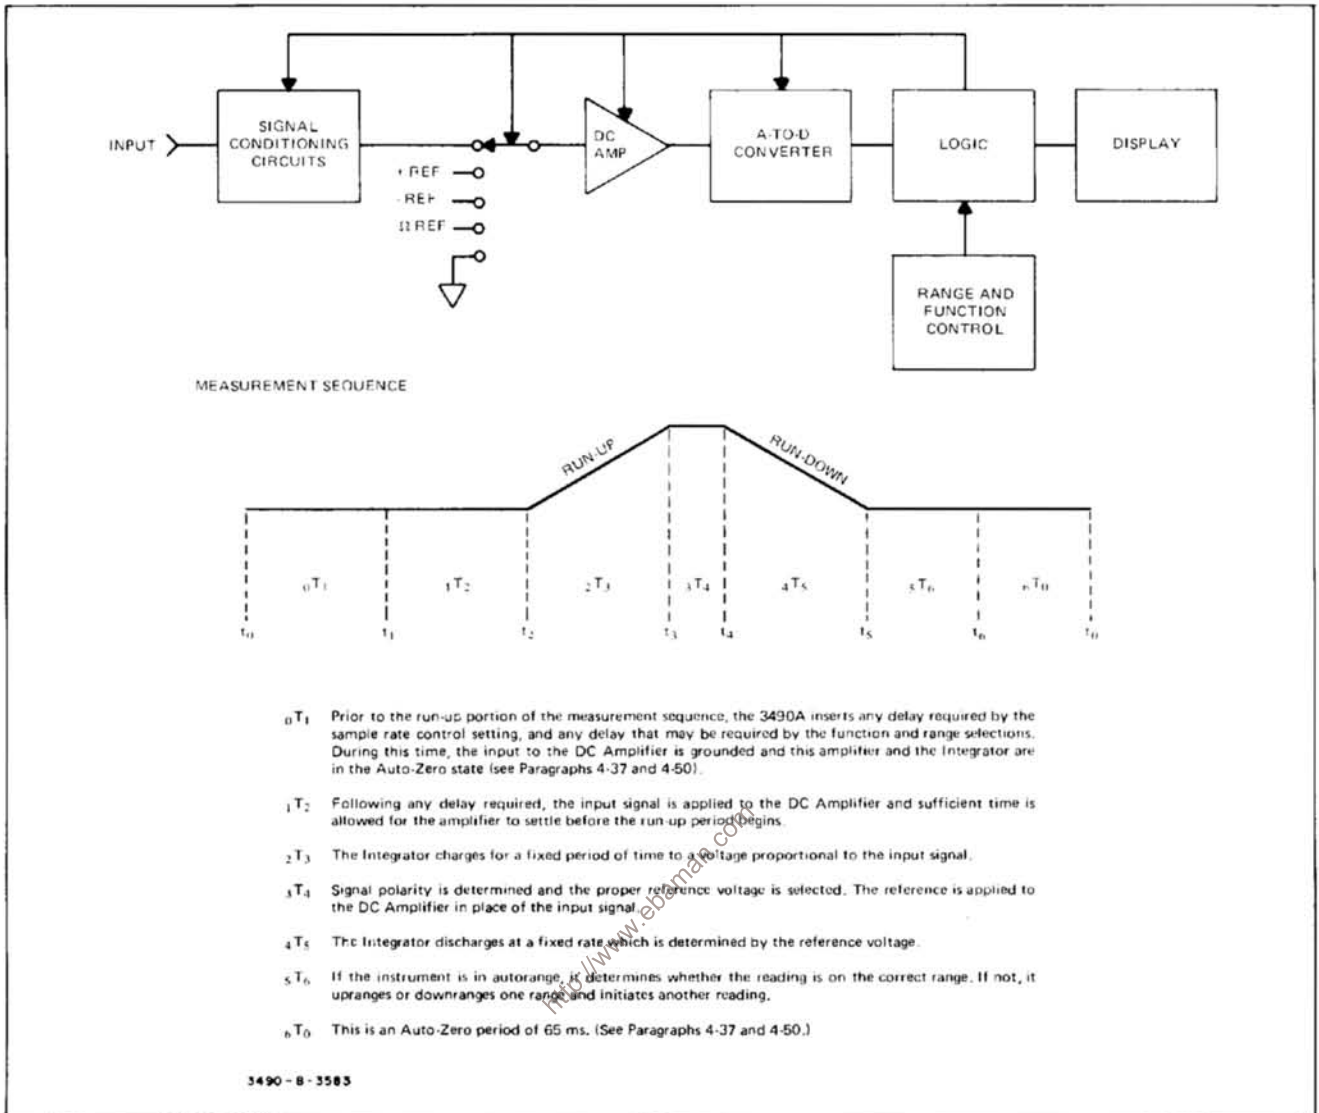 SIGNAL
CONDITIONING
CIRCUITS
INPUT
+ REF
- REF
Ω REF
DC
AMP
A-TO-D
CONVERTER
LOGIC
DISPLAY
RANGE AND
FUNCTION
CONTROL
MEASUREMENT SEQUENCE
RUN-UP
RUN-DOWN
₀T₁ ₁T₂ ₂T₃ ₃T₄ ₄T₅ ₅T₆ ₆T₀
t₀ t₁ t₂ t₃ t₄ t₅ t₆ t₀
₀T₁ Prior to the run-up portion of the measurement sequence, the 3490A inserts any delay required by the
sample rate control setting, and any delay that may be required by the function and range selections.
During this time, the input to the DC Amplifier is grounded and this amplifier and the Integrator are
in the Auto-Zero state (see Paragraphs 4-37 and 4-50).
₁T₂ Following any delay required, the input signal is applied to the DC Amplifier and sufficient time is
allowed for the amplifier to settle before the run-up period begins.
₂T₃ The Integrator charges for a fixed period of time to a voltage proportional to the input signal.
₃T₄ Signal polarity is determined and the proper reference voltage is selected. The reference is applied to
the DC Amplifier in place of the input signal.
₄T₅ The Integrator discharges at a fixed rate which is determined by the reference voltage.
₅T₆ If the instrument is in autorange, it determines whether the reading is on the correct range. If not, it
upranges or downranges one range and initiates another reading.
₆T₀ This is an Auto-Zero period of 65 ms. (See Paragraphs 4-37 and 4-50.)
3490 - B - 3583
http://www.ebaman.com